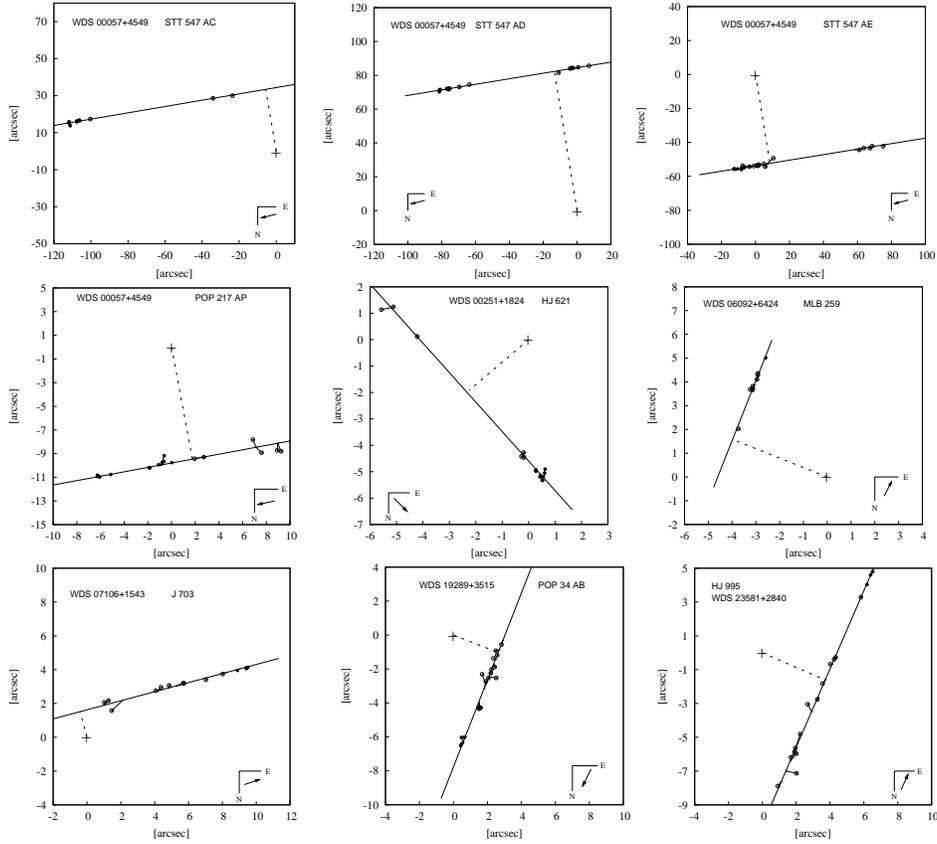 WDS 00057+4549 STT 547 AC
[arcsec]
70
50
30
10
-10
-30
-50
-120 -100 -80 -60 -40 -20 0
[arcsec]
E
N
WDS 00057+4549 STT 547 AD
[arcsec]
120
100
80
60
40
20
0
-20
-120 -100 -80 -60 -40 -20 0 20
[arcsec]
E
N
WDS 00057+4549 STT 547 AE
[arcsec]
40
20
0
-20
-40
-60
-80
-100
-40 -20 0 20 40 60 80 100
[arcsec]
E
N
WDS 00057+4549 POP 217 AP
[arcsec]
5
3
1
-1
-3
-5
-7
-9
-11
-13
-15
-10 -8 -6 -4 -2 0 2 4 6 8 10
[arcsec]
E
N
WDS 00251+1824 HJ 621
[arcsec]
2
1
0
-1
-2
-3
-4
-5
-6
-7
-6 -5 -4 -3 -2 -1 0 1 2 3
[arcsec]
E
N
WDS 06092+6424 MLB 259
[arcsec]
8
7
6
5
4
3
2
1
0
-1
-2
-6 -5 -4 -3 -2 -1 0 1 2 3 4
[arcsec]
E
N
WDS 07106+1543 J 703
[arcsec]
10
8
6
4
2
0
-2
-4
-2 0 2 4 6 8 10 12
[arcsec]
E
N
WDS 19289+3515 POP 34 AB
[arcsec]
4
2
0
-2
-4
-6
-8
-10
-4 -2 0 2 4 6 8 10
[arcsec]
E
N
HJ 995
WDS 23581+2840
[arcsec]
5
3
1
-1
-3
-5
-7
-9
-4 -2 0 2 4 6 8 10
[arcsec]
E
N